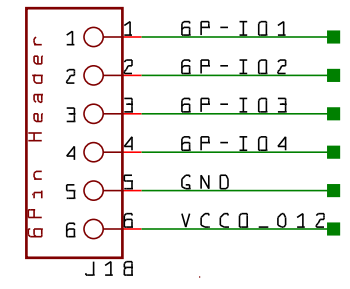 6Pin Header
1 1 6P-IO1
2 2 6P-IO2
3 3 6P-IO3
4 4 6P-IO4
5 5 GND
6 6 VCCO_012
J18